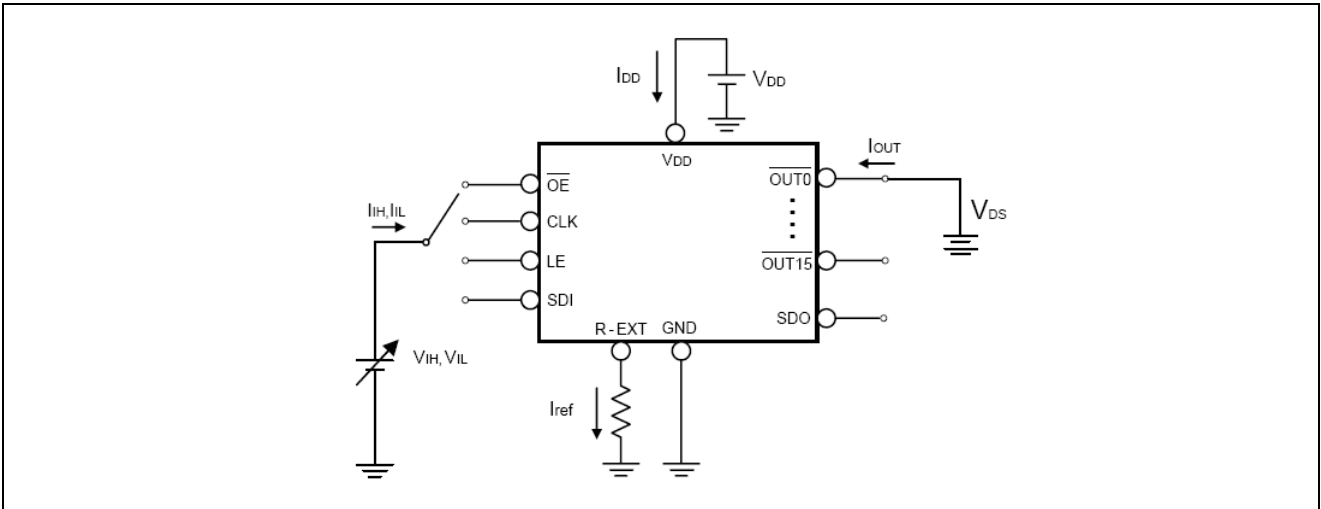 IDD
VDD
VDD
IOUT
OE
OUT0
VDS
IIH,IIL
CLK
LE
OUT15
SDI
SDO
R-EXT
GND
VIH, VIL
Iref